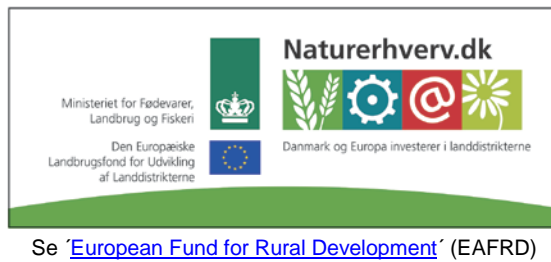 Naturerhverv.dk
Ministeriet for Fødevarer,
Landbrug og Fiskeri
Den Europæiske
Landbrugsfond for Udvikling
af Landdistrikterne
@
Danmark og Europa investerer i landdistrikterne
Se ´European Fund for Rural Development´ (EAFRD)